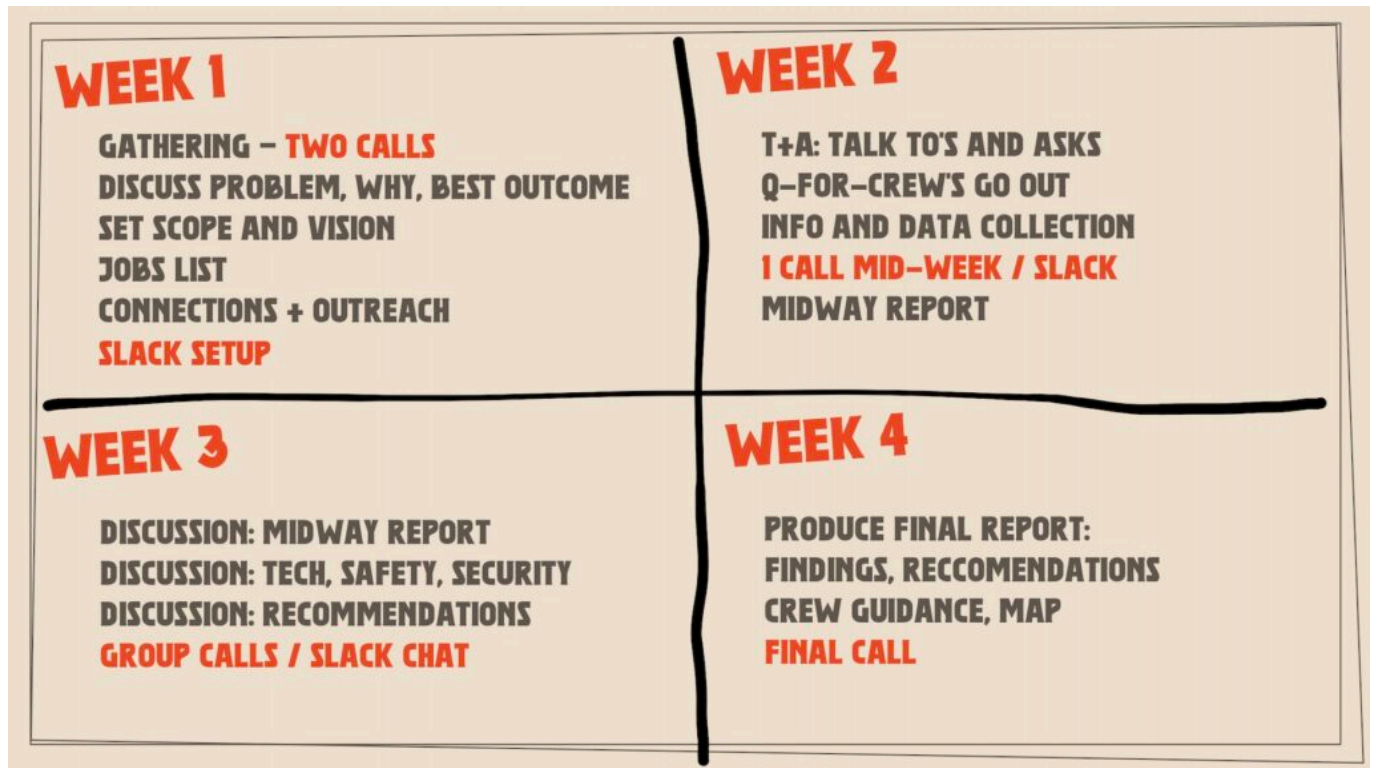 WEEK 1
GATHERING – TWO CALLS
DISCUSS PROBLEM, WHY, BEST OUTCOME
SET SCOPE AND VISION
JOBS LIST
CONNECTIONS + OUTREACH
SLACK SETUP
WEEK 2
T+A: TALK TO'S AND ASKS
Q-FOR-CREW'S GO OUT
INFO AND DATA COLLECTION
1 CALL MID-WEEK / SLACK
MIDWAY REPORT
WEEK 3
DISCUSSION: MIDWAY REPORT
DISCUSSION: TECH, SAFETY, SECURITY
DISCUSSION: RECOMMENDATIONS
GROUP CALLS / SLACK CHAT
WEEK 4
PRODUCE FINAL REPORT:
FINDINGS, RECCOMENDATIONS
CREW GUIDANCE, MAP
FINAL CALL